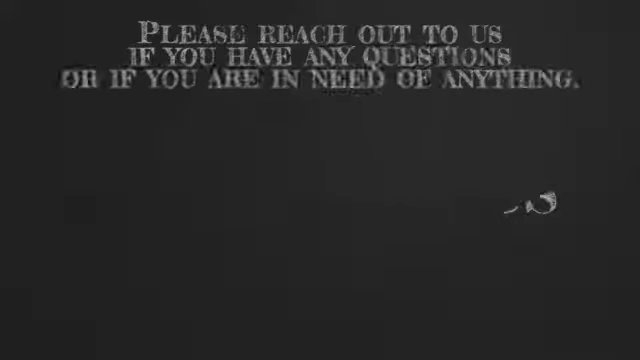 Please reach out to us
if you have any questions
or if you are in need of anything.